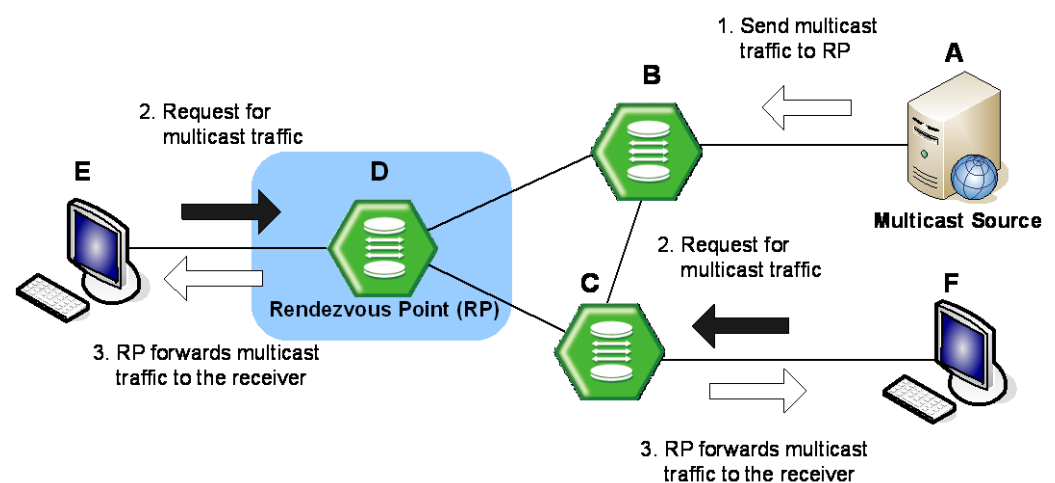 1. Send multicast
traffic to RP
A
B
2. Request for
multicast traffic
E
D
Multicast Source
2. Request for
multicast traffic
C
F
Rendezvous Point (RP)
3. RP forwards multicast
traffic to the receiver
3. RP forwards multicast
traffic to the receiver